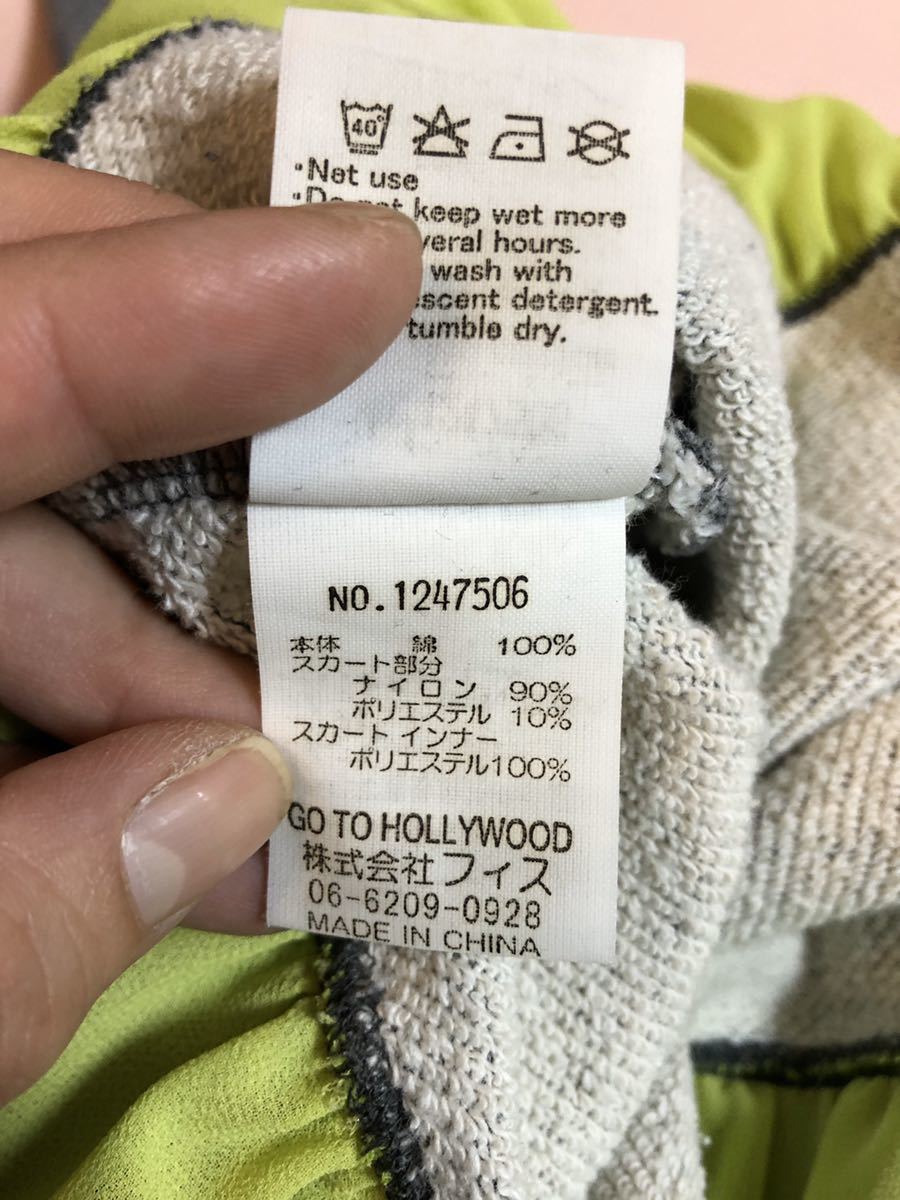 40°
・Net use
keep wet more
veral hours.
wash with
escent detergent.
tumble dry.
NO.1247506
本体 綿 100%
スカート部分
ナイロン 90%
ポリエステル 10%
スカート インナー
ポリエステル100%
GO TO HOLLYWOOD
株式会社 フィス
06-6209-0928
MADE IN CHINA